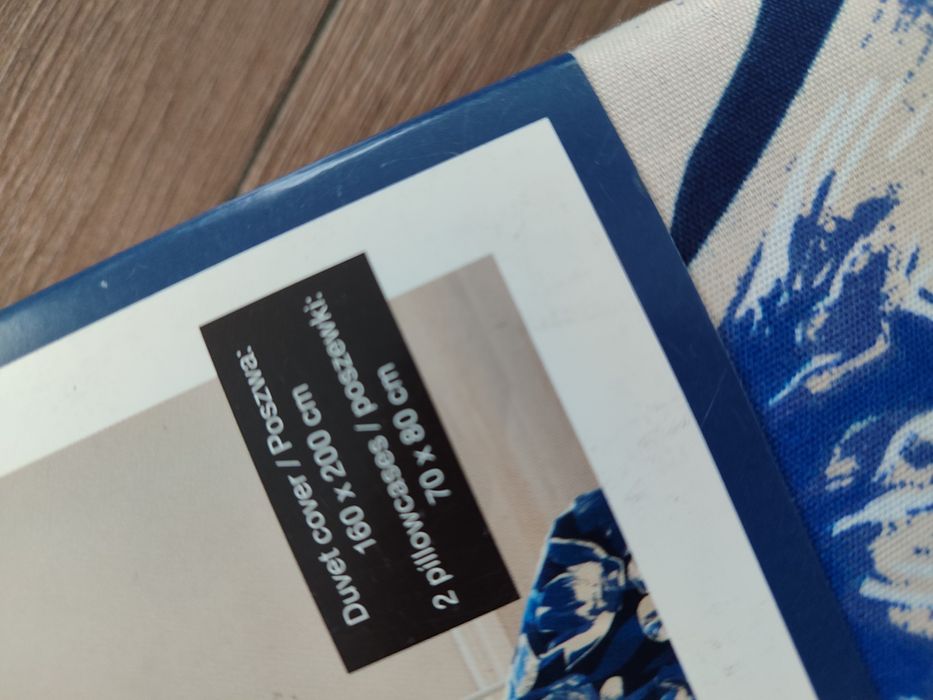 Duvet cover / Poszwa:
160 x 200 cm
2 pillowcases / poszewki:
70 x 80 cm